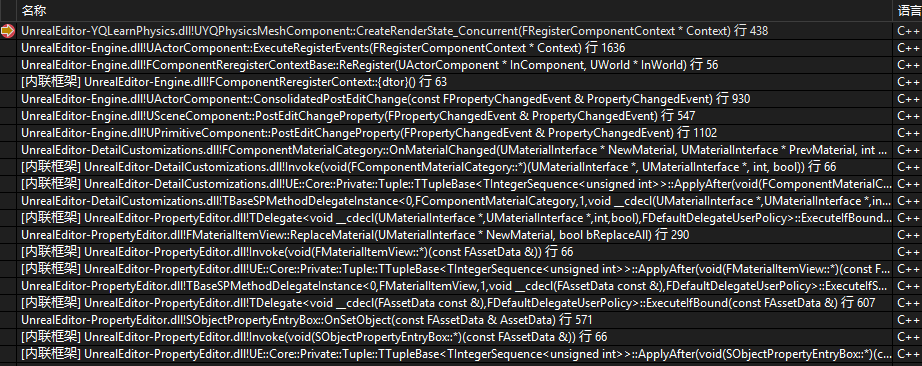 名称 语言
UnrealEditor-YQLearnPhysics.dll!UYQPhysicsMeshComponent::CreateRenderState_Concurrent(FRegisterComponentContext * Context) 行 438 C++
UnrealEditor-Engine.dll!UActorComponent::ExecuteRegisterEvents(FRegisterComponentContext * Context) 行 1636 C++
UnrealEditor-Engine.dll!FComponentReregisterContextBase::ReRegister(UActorComponent * InComponent, UWorld * InWorld) 行 56 C++
[内联框架] UnrealEditor-Engine.dll!FComponentReregisterContext::{dtor}() 行 63 C++
UnrealEditor-Engine.dll!UActorComponent::ConsolidatedPostEditChange(const FPropertyChangedEvent & PropertyChangedEvent) 行 930 C++
UnrealEditor-Engine.dll!USceneComponent::PostEditChangeProperty(FPropertyChangedEvent & PropertyChangedEvent) 行 547 C++
UnrealEditor-Engine.dll!UPrimitiveComponent::PostEditChangeProperty(FPropertyChangedEvent & PropertyChangedEvent) 行 1102 C++
UnrealEditor-DetailCustomizations.dll!FComponentMaterialCategory::OnMaterialChanged(UMaterialInterface * NewMaterial, UMaterialInterface * PrevMaterial, int ... C++
[内联框架] UnrealEditor-DetailCustomizations.dll!Invoke(void(FComponentMaterialCategory::*)(UMaterialInterface *, UMaterialInterface *, int, bool)) 行 66 C++
[内联框架] UnrealEditor-DetailCustomizations.dll!UE::Core::Private::Tuple::TTupleBase<TIntegerSequence<unsigned int>>::ApplyAfter(void(FComponentMaterialC... C++
UnrealEditor-DetailCustomizations.dll!TBaseSPMethodDelegateInstance<0,FComponentMaterialCategory,1,void __cdecl(UMaterialInterface *,UMaterialInterface *,in... C++
[内联框架] UnrealEditor-PropertyEditor.dll!TDelegate<void __cdecl(UMaterialInterface *,UMaterialInterface *,int,bool),FDefaultDelegateUserPolicy>::ExecuteIfBound... C++
UnrealEditor-PropertyEditor.dll!FMaterialItemView::ReplaceMaterial(UMaterialInterface * NewMaterial, bool bReplaceAll) 行 290 C++
[内联框架] UnrealEditor-PropertyEditor.dll!Invoke(void(FMaterialItemView::*)(const FAssetData &)) 行 66 C++
[内联框架] UnrealEditor-PropertyEditor.dll!UE::Core::Private::Tuple::TTupleBase<TIntegerSequence<unsigned int>>::ApplyAfter(void(FMaterialItemView::*)(const F... C++
UnrealEditor-PropertyEditor.dll!TBaseSPMethodDelegateInstance<0,FMaterialItemView,1,void __cdecl(FAssetData const &),FDefaultDelegateUserPolicy>::ExecuteIfS... C++
[内联框架] UnrealEditor-PropertyEditor.dll!TDelegate<void __cdecl(FAssetData const &),FDefaultDelegateUserPolicy>::ExecuteIfBound(const FAssetData &) 行 607 C++
UnrealEditor-PropertyEditor.dll!SObjectPropertyEntryBox::OnSetObject(const FAssetData & AssetData) 行 571 C++
[内联框架] UnrealEditor-PropertyEditor.dll!Invoke(void(SObjectPropertyEntryBox::*)(const FAssetData &)) 行 66 C++
[内联框架] UnrealEditor-PropertyEditor.dll!UE::Core::Private::Tuple::TTupleBase<TIntegerSequence<unsigned int>>::ApplyAfter(void(SObjectPropertyEntryBox::*)(c... C++